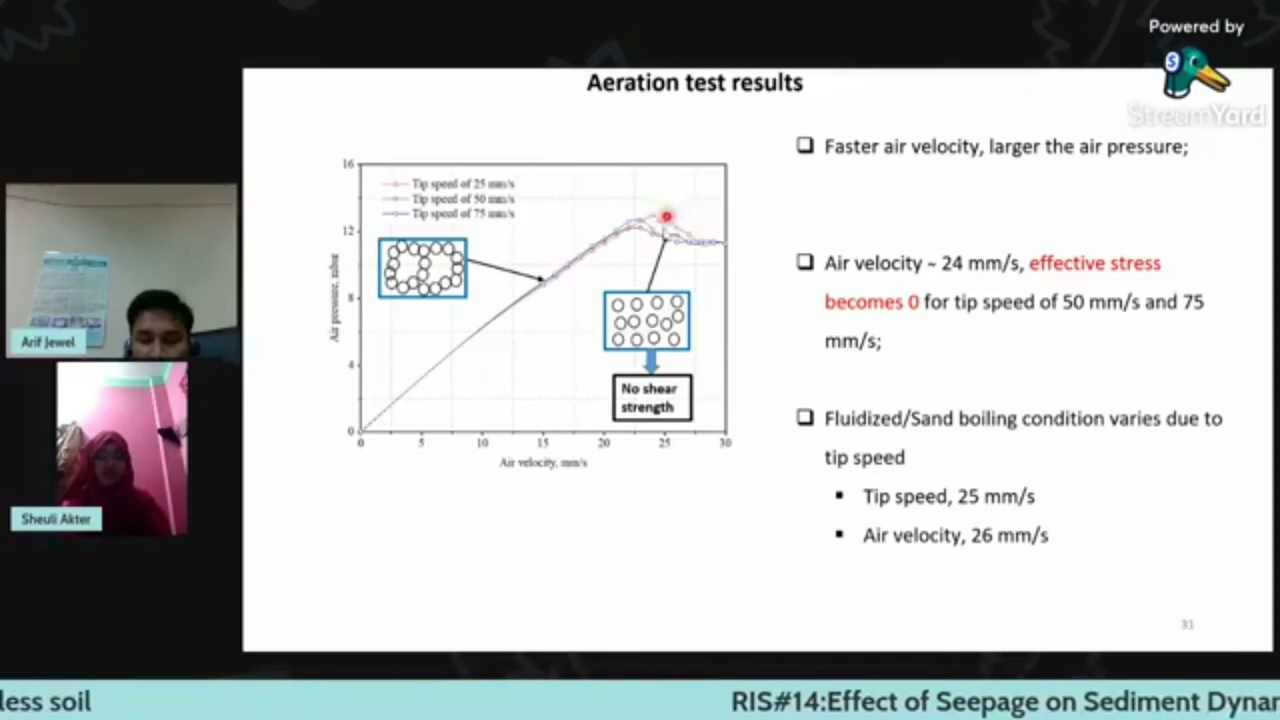 Powered by
StreamYard
Aeration test results
16
12
8
4
0
0
5
10
15
20
25
30
Air pressure, mbar
Air velocity, mm/s
Tip speed of 25 mm/s
Tip speed of 50 mm/s
Tip speed of 75 mm/s
No shear
strength
❑ Faster air velocity, larger the air pressure;
❑ Air velocity ~ 24 mm/s, effective stress
becomes 0 for tip speed of 50 mm/s and 75
mm/s;
❑ Fluidized/Sand boiling condition varies due to
tip speed
▪ Tip speed, 25 mm/s
▪ Air velocity, 26 mm/s
31
Arif Jewel
Sheuli Akter
less soil
RIS#14:Effect of Seepage on Sediment Dynar